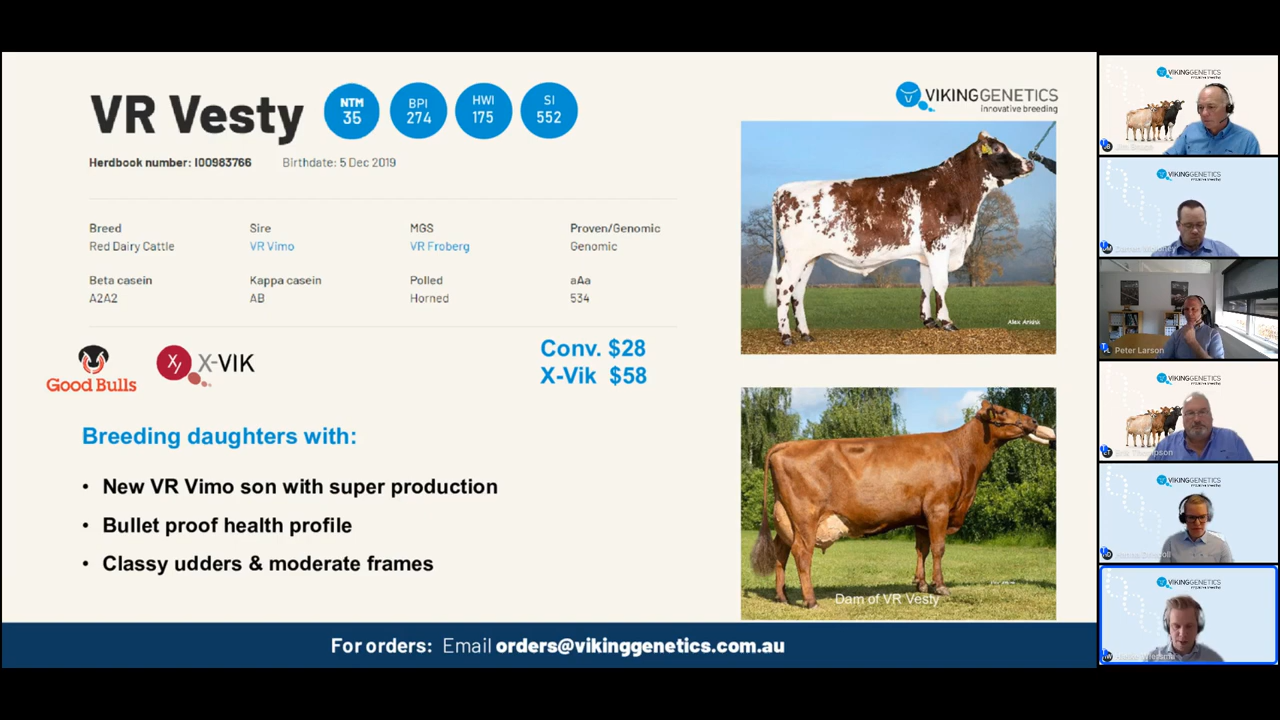 VR Vesty
NTM
35
BPI
274
HWI
175
SI
552
VIKINGGENETICS
innovative breeding
Herdbook number: I00983766
Birthdate: 5 Dec 2019
Breed
Red Dairy Cattle
Sire
VR Vimo
MGS
VR Froberg
Proven/Genomic
Genomic
Beta casein
A2A2
Kappa casein
AB
Polled
Horned
aAa
534
Good Bulls
Xy X-VIK
Conv. $28
X-Vik $58
Breeding daughters with:
• New VR Vimo son with super production
• Bullet proof health profile
• Classy udders & moderate frames
Dam of VR Vesty
For orders: Email orders@vikinggenetics.com.au
VIKINGGENETICS
VIKINGGENETICS
Peter Larson
VIKINGGENETICS
VIKINGGENETICS
VIKINGGENETICS